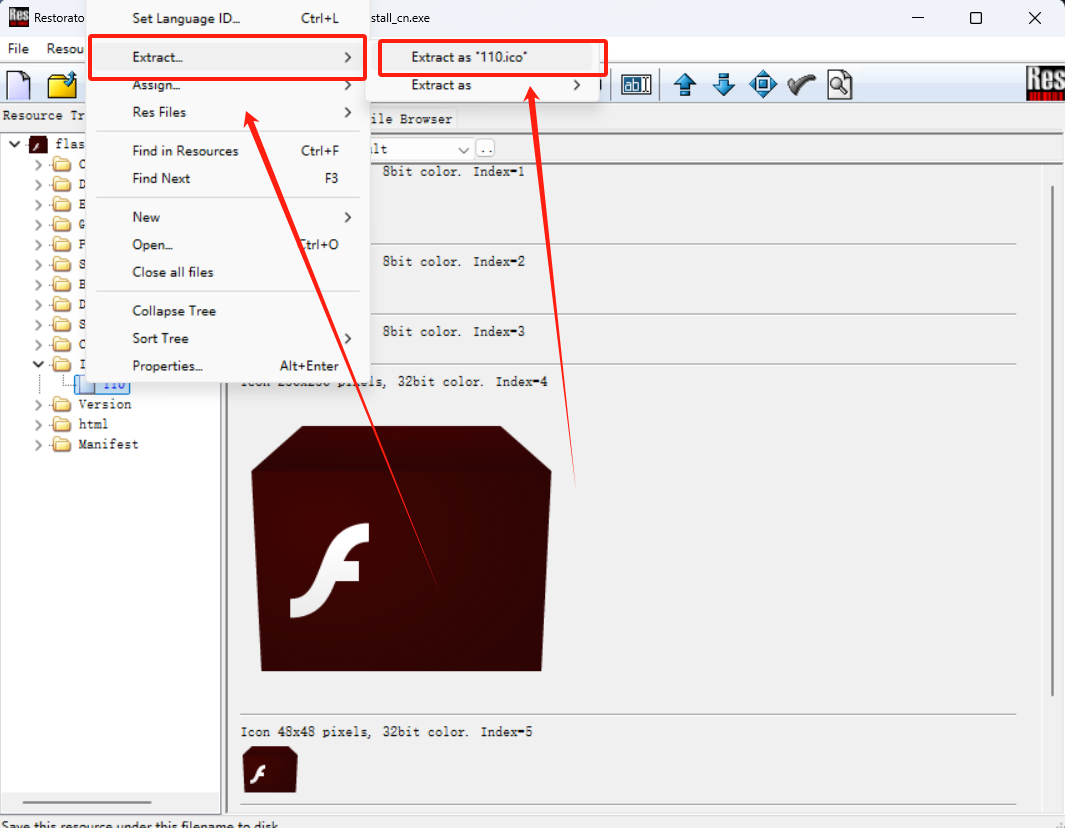 Res Restorato
stall_cn.exe
File Resou
Res
Set Language ID... Ctrl+L
Extract...
Assign...
Res Files
Find in Resources Ctrl+F
Find Next F3
New
Open... Ctrl+O
Close all files
Collapse Tree
Sort Tree
Properties... Alt+Enter
Extract as "110.ico"
Extract as
ab
Resource Tr
ile Browser
flas
ult
..
C
D
E
G
P
S
E
D
S
C
I
110
Version
html
Manifest
8bit color. Index=1
8bit color. Index=2
8bit color. Index=3
Icon 256x256 pixels, 32bit color. Index=4
Icon 48x48 pixels, 32bit color. Index=5
Save this resource under this filename to disk